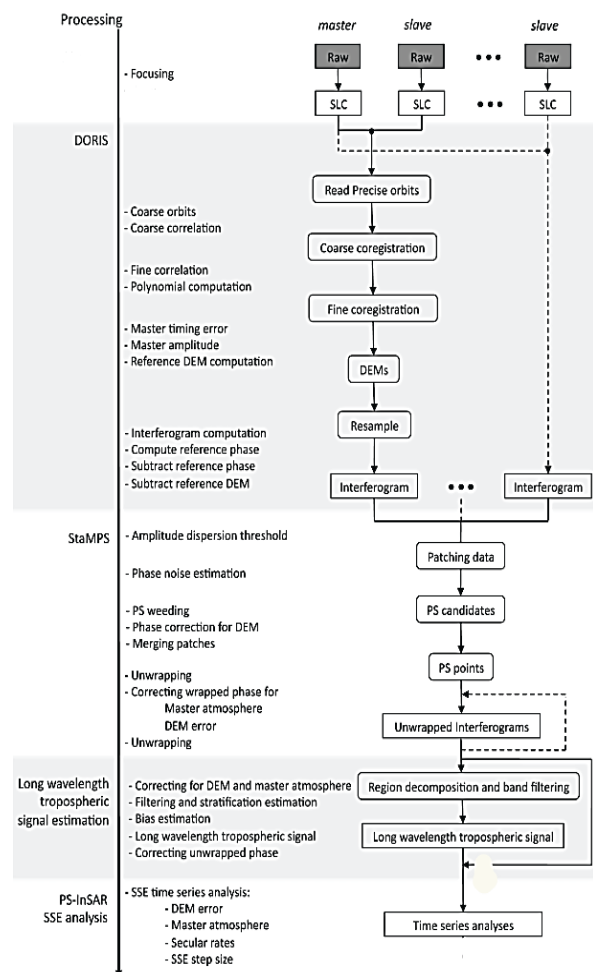 Processing
master
slave
slave
Raw
Raw
Raw
- Focusing
SLC
SLC
SLC
DORIS
Read Precise orbits
- Coarse orbits
- Coarse correlation
Coarse coregistration
- Fine correlation
- Polynomial computation
Fine coregistration
- Master timing error
- Master amplitude
- Reference DEM computation
DEMs
Resample
- Interferogram computation
- Compute reference phase
- Subtract reference phase
- Subtract reference DEM
Interferogram
Interferogram
StaMPS
- Amplitude dispersion threshold
Patching data
- Phase noise estimation
- PS weeding
- Phase correction for DEM
- Merging patches
PS candidates
PS points
- Unwrapping
- Correcting wrapped phase for
Master atmosphere
DEM error
- Unwrapping
Unwrapped Interferograms
Long wavelength
tropospheric
signal estimation
- Correcting for DEM and master atmosphere
- Filtering and stratification estimation
- Bias estimation
- Long wavelength tropospheric signal
- Correcting unwrapped phase
Region decomposition and band filtering
Long wavelength tropospheric signal
PS-InSAR
SSE analysis
- SSE time series analysis:
- DEM error
- Master atmosphere
- Secular rates
- SSE step size
Time series analyses